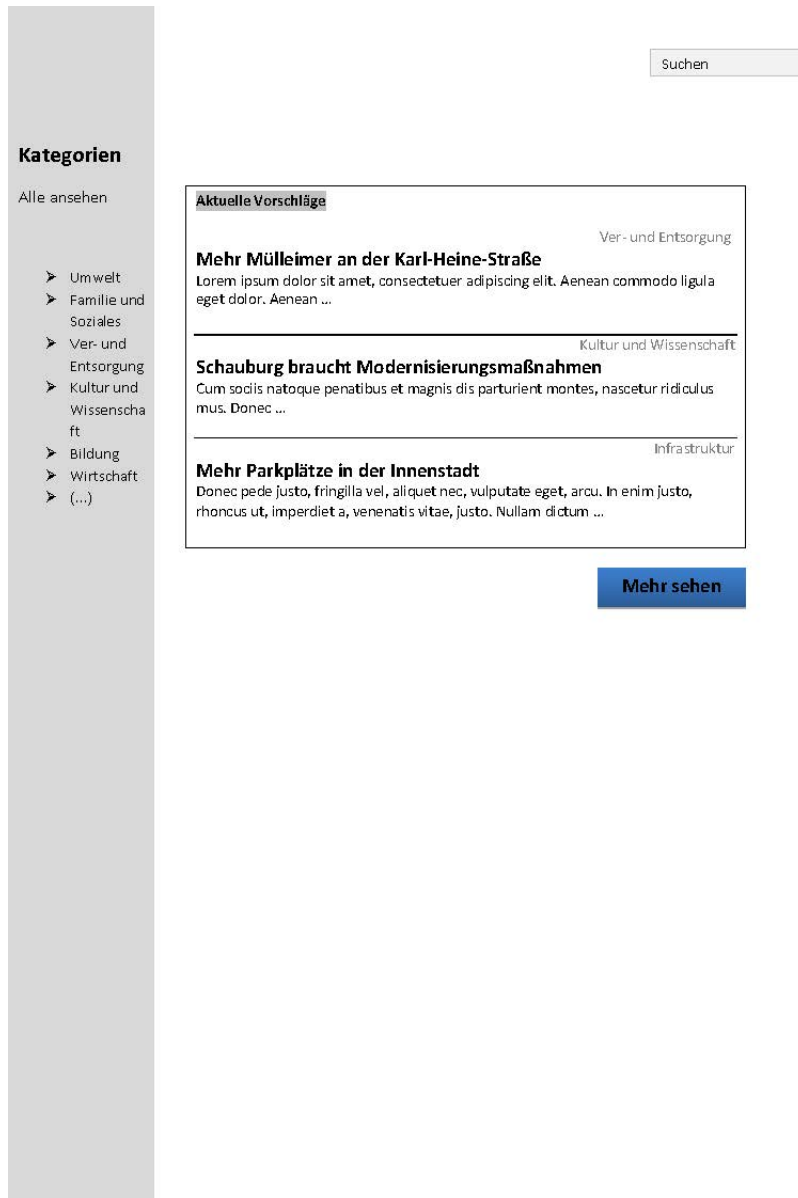 Suchen
Kategorien
Alle ansehen
➢ Umwelt
➢ Familie und
Soziales
➢ Ver- und
Entsorgung
➢ Kultur und
Wissenscha
ft
➢ Bildung
➢ Wirtschaft
➢ (...)
Aktuelle Vorschläge
Ver- und Entsorgung
Mehr Mülleimer an der Karl-Heine-Straße
Lorem ipsum dolor sit amet, consectetuer adipiscing elit. Aenean commodo ligula
eget dolor. Aenean ...
Kultur und Wissenschaft
Schauburg braucht Modernisierungsmaßnahmen
Cum sociis natoque penatibus et magnis dis parturient montes, nascetur ridiculus
mus. Donec ...
Infrastruktur
Mehr Parkplätze in der Innenstadt
Donec pede justo, fringilla vel, aliquet nec, vulputate eget, arcu. In enim justo,
rhoncus ut, imperdiet a, venenatis vitae, justo. Nullam dictum ...
Mehr sehen